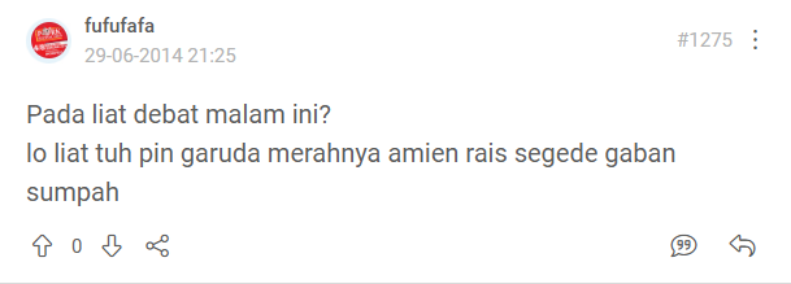 fufufafa
29-06-2014 21:25
#1275
Pada liat debat malam ini?
lo liat tuh pin garuda merahnya amien rais segede gaban
sumpah
0
99